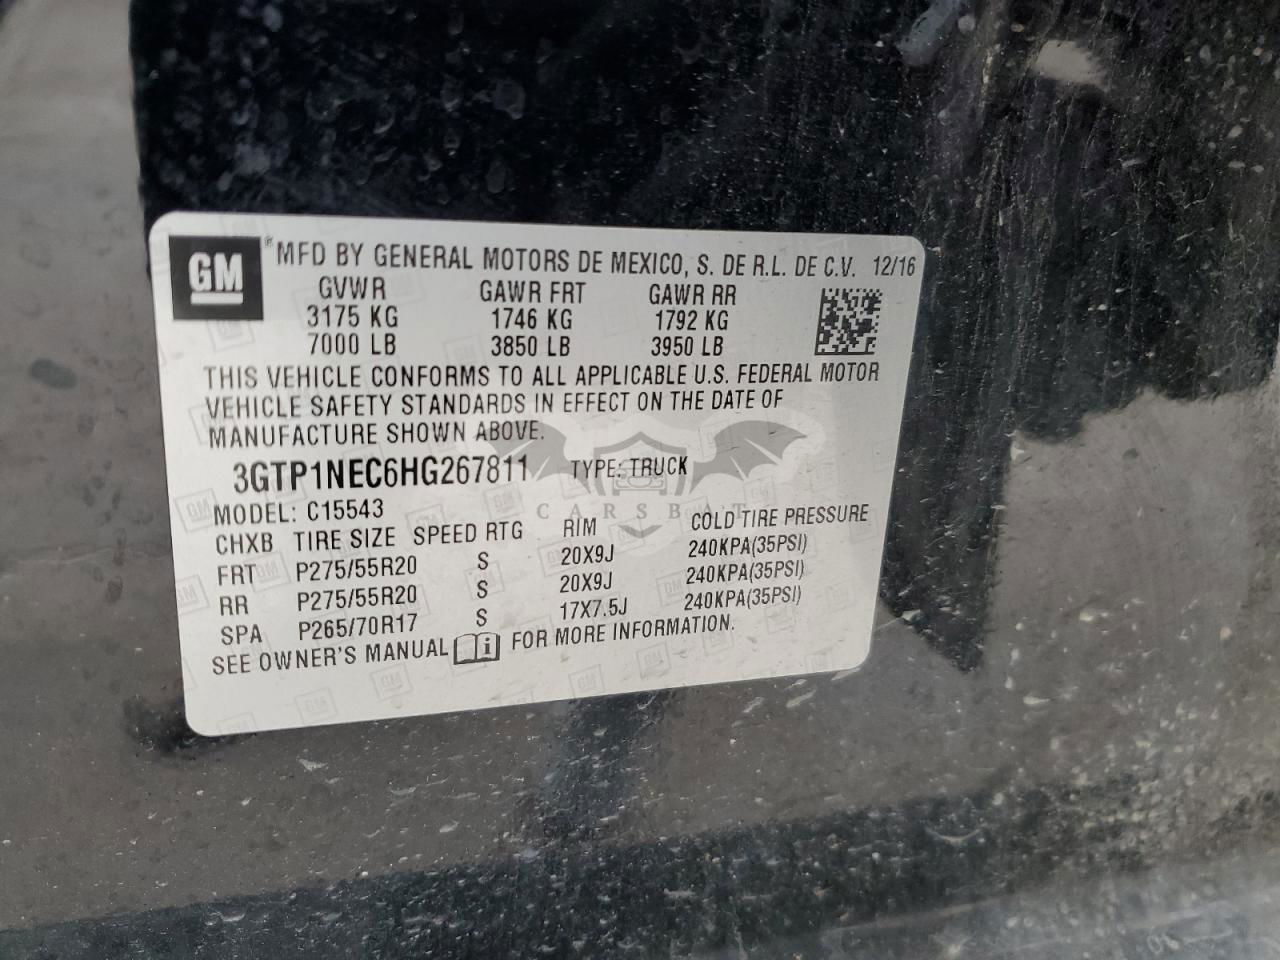 GM ® MFD BY GENERAL MOTORS DE MEXICO, S. DE R.L. DE C.V. 12/16
GVWR GAWR FRT GAWR RR
3175 KG 1746 KG 1792 KG
7000 LB 3850 LB 3950 LB
THIS VEHICLE CONFORMS TO ALL APPLICABLE U.S. FEDERAL MOTOR
VEHICLE SAFETY STANDARDS IN EFFECT ON THE DATE OF
MANUFACTURE SHOWN ABOVE.
3GTP1NEC6HG267811 TYPE: TRUCK
CARSBAT
MODEL: C15543
CHXB TIRE SIZE SPEED RTG RIM COLD TIRE PRESSURE
FRT P275/55R20 S 20X9J 240KPA(35PSI)
RR P275/55R20 S 20X9J 240KPA(35PSI)
SPA P265/70R17 S 17X7.5J 240KPA(35PSI)
SEE OWNER'S MANUAL i FOR MORE INFORMATION.